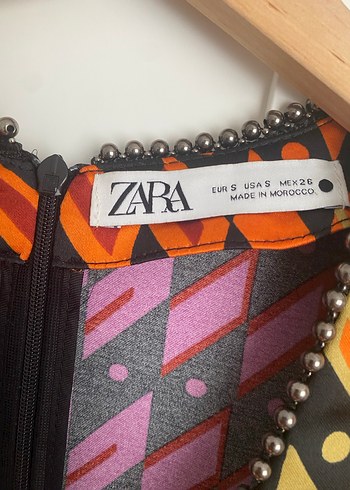 ZARA
EUR S USA S MEX 26
MADE IN MOROCCO